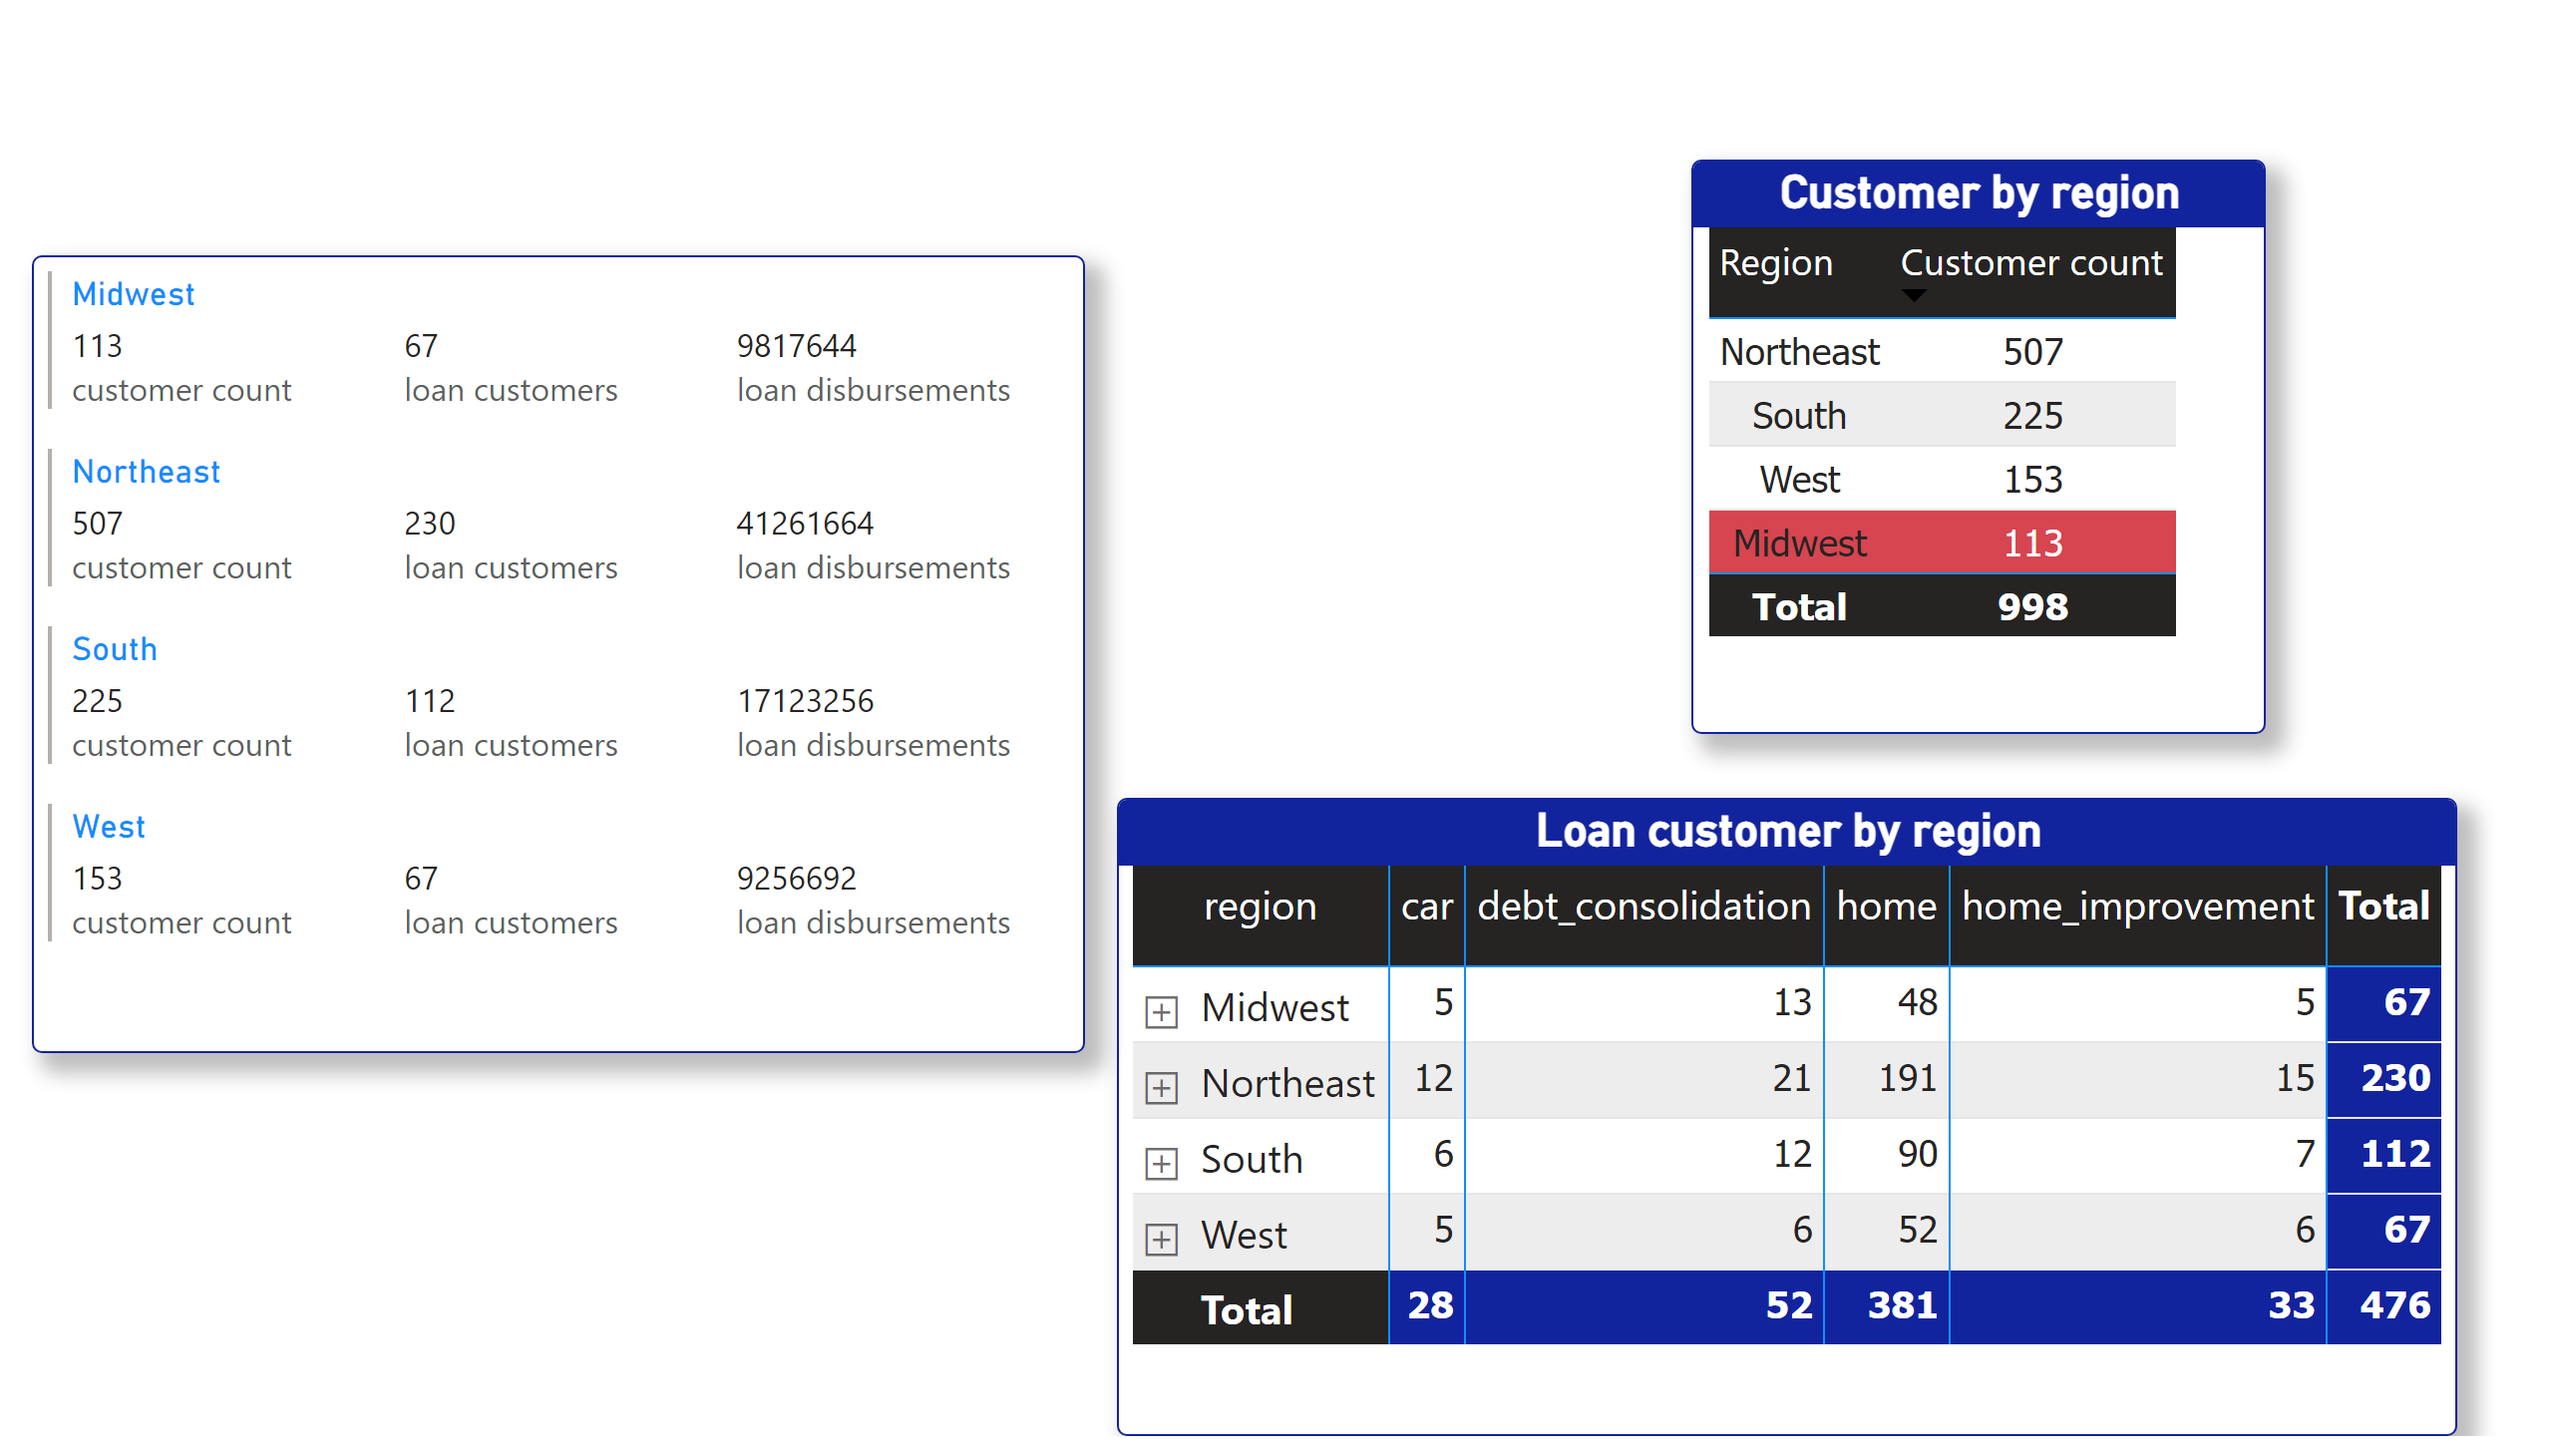 Midwest
113 67 9817644
customer count loan customers loan disbursements
Northeast
507 230 41261664
customer count loan customers loan disbursements
South
225 112 17123256
customer count loan customers loan disbursements
West
153 67 9256692
customer count loan customers loan disbursements
Customer by region
Region Customer count
Northeast 507
South 225
West 153
Midwest 113
Total 998
Loan customer by region
region car debt_consolidation home home_improvement Total
Midwest 5 13 48 5 67
Northeast 12 21 191 15 230
South 6 12 90 7 112
West 5 6 52 6 67
Total 28 52 381 33 476